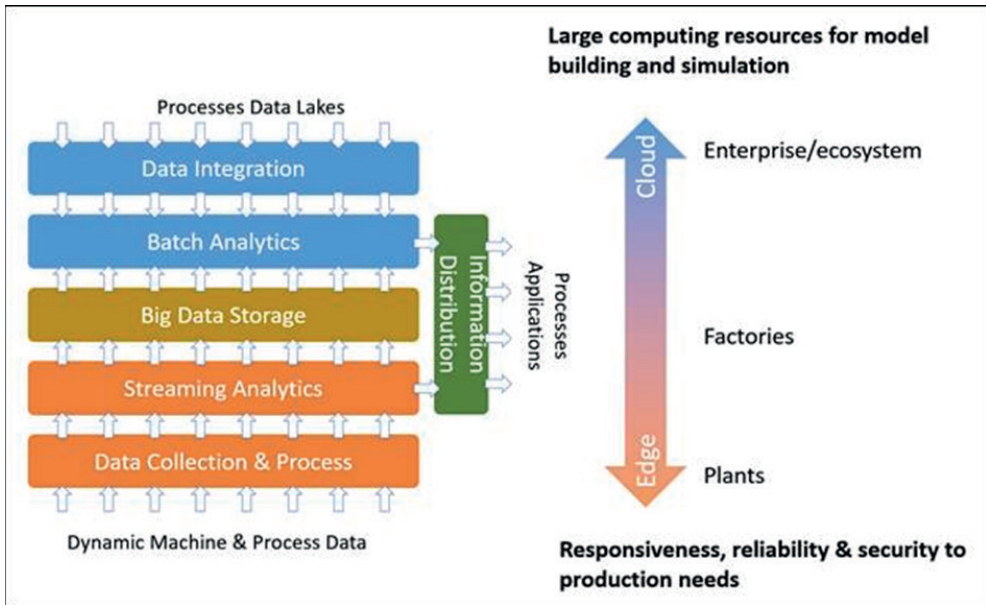 Processes Data Lakes
Data Integration
Batch Analytics
Big Data Storage
Streaming Analytics
Data Collection & Process
Dynamic Machine & Process Data
Information
Distribution
Processes
Applications
Large computing resources for model
building and simulation
Cloud
Edge
Enterprise/ecosystem
Factories
Plants
Responsiveness, reliability & security to
production needs